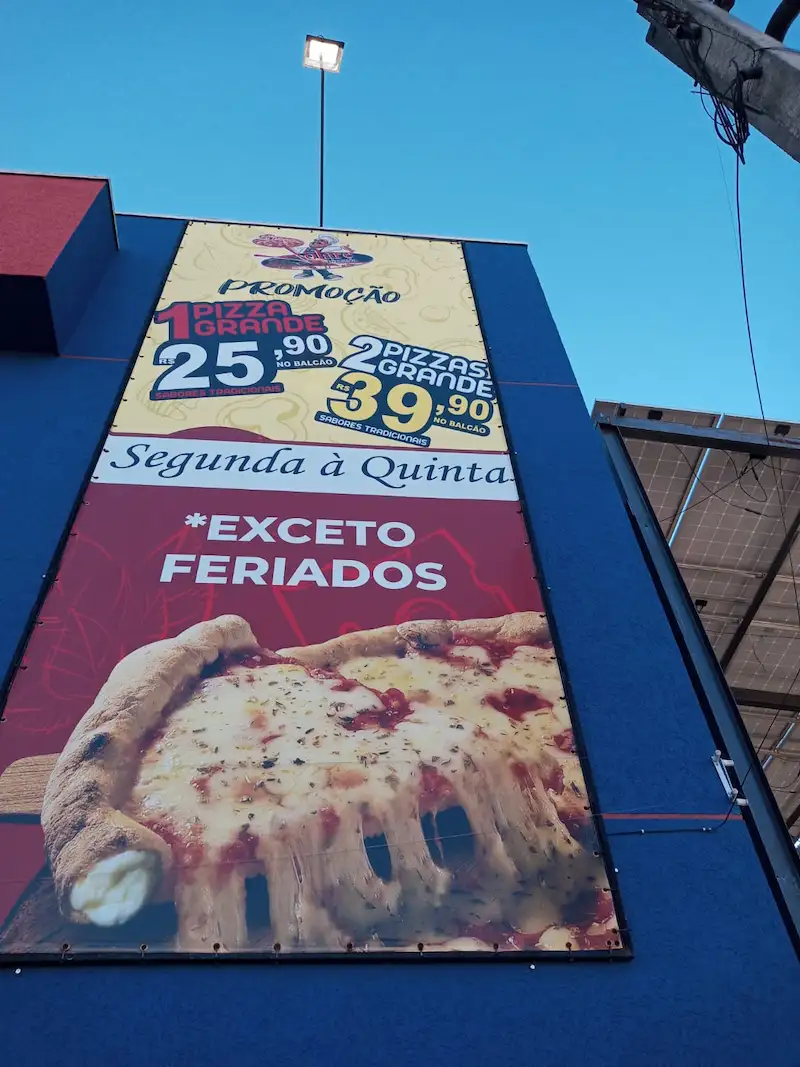 PROMOÇÃO
1 PIZZA
GRANDE
R$ 25,90
NO BALCÃO
SABORES TRADICIONAIS
2 PIZZAS
GRANDE
R$ 39,90
NO BALCÃO
SABORES TRADICIONAIS
Segunda à Quinta
*EXCETO
FERIADOS